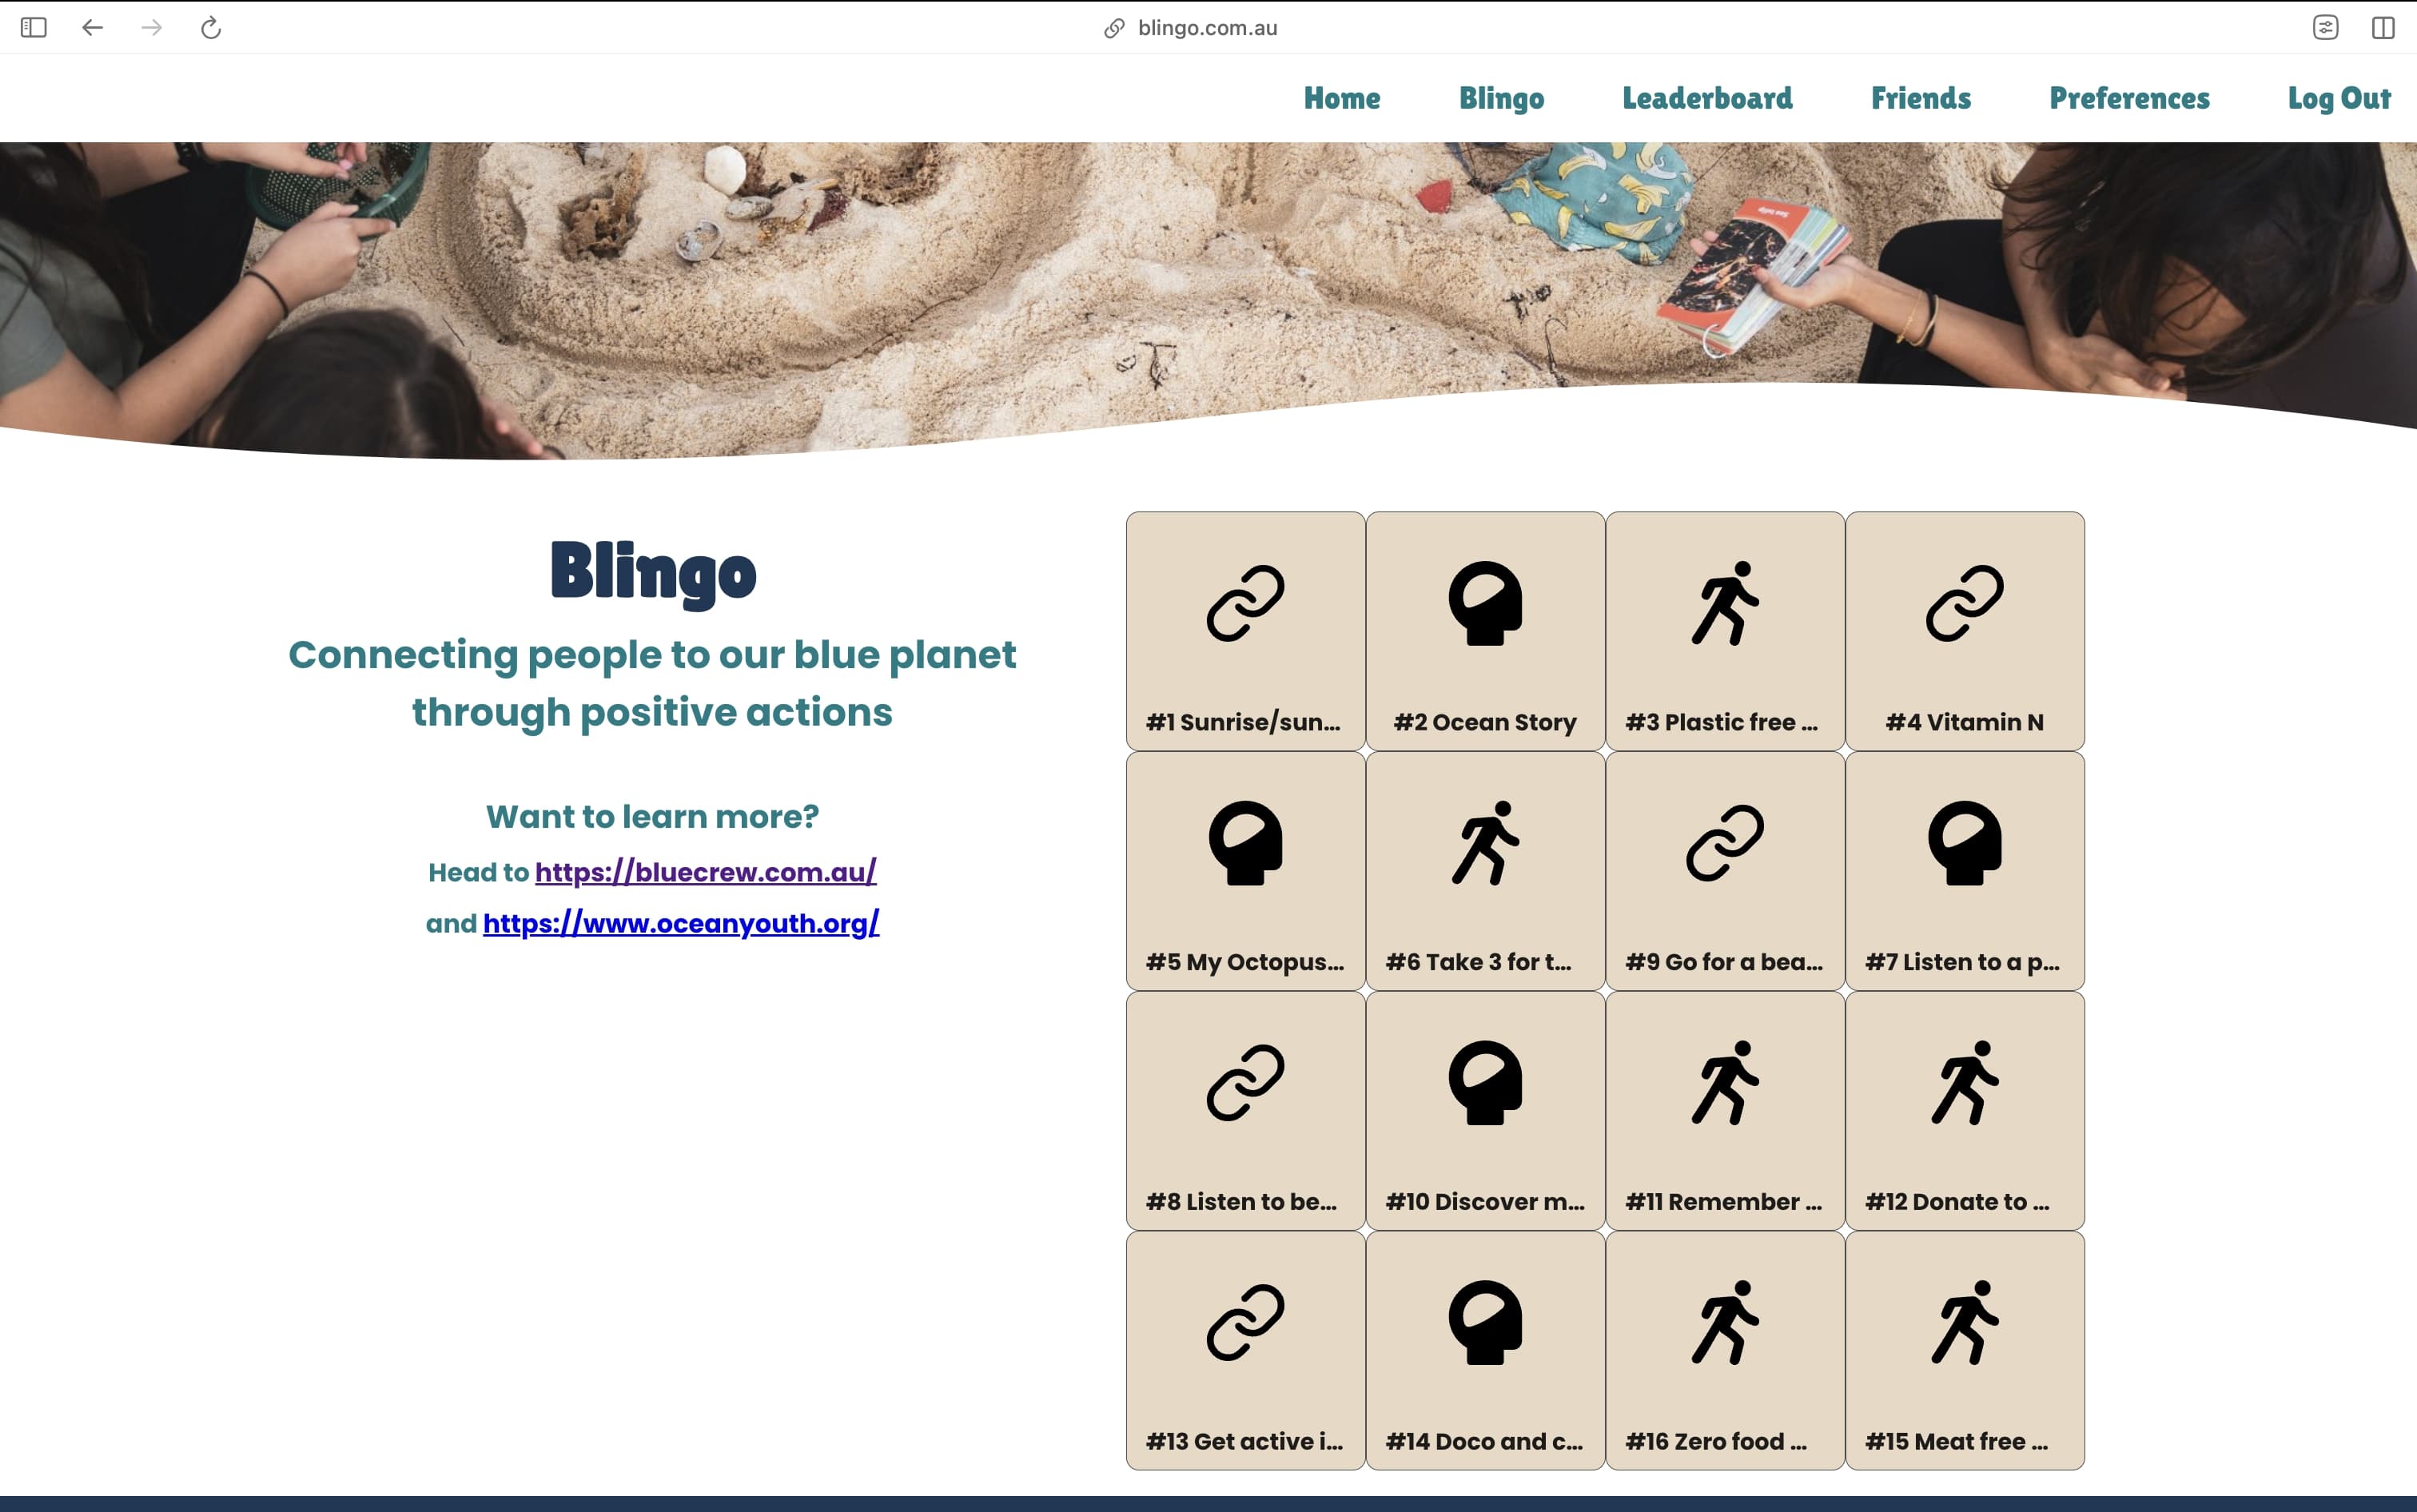 blingo.com.au
Home Blingo Leaderboard Friends Preferences Log Out
Blingo
Connecting people to our blue planet
through positive actions
Want to learn more?
Head to https://bluecrew.com.au/
and https://www.oceanyouth.org/
#1 Sunrise/sun...
#2 Ocean Story
#3 Plastic free ...
#4 Vitamin N
#5 My Octopus...
#6 Take 3 for t...
#9 Go for a bea...
#7 Listen to a p...
#8 Listen to be...
#10 Discover m...
#11 Remember ...
#12 Donate to ...
#13 Get active i...
#14 Doco and c...
#16 Zero food ...
#15 Meat free ...